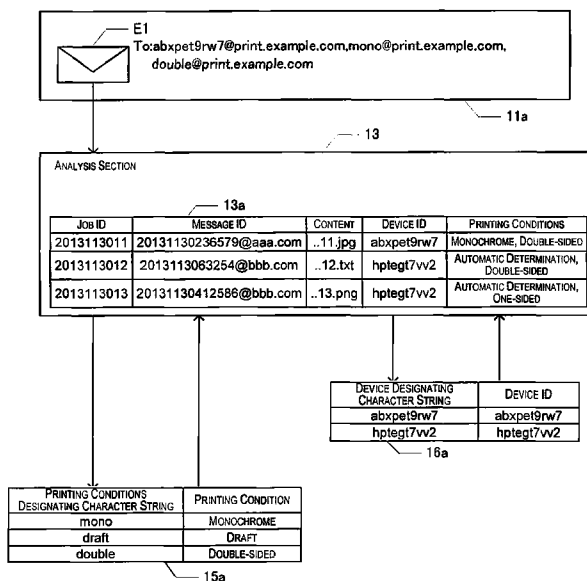 E1
To:abxpet9rw7@print.example.com,mono@print.example.com,
double@print.example.com
11a
13
ANALYSIS SECTION
13a
JOB ID MESSAGE ID CONTENT DEVICE ID PRINTING CONDITIONS
2013113011 20131130236579@aaa.com ..11.jpg abxpet9rw7 MONOCHROME, DOUBLE-SIDED
2013113012 2013113063254@bbb.com ..12.txt hptegt7vv2 AUTOMATIC DETERMINATION,
DOUBLE-SIDED
2013113013 20131130412586@bbb.com ..13.png hptegt7vv2 AUTOMATIC DETERMINATION,
ONE-SIDED
DEVICE DESIGNATING
CHARACTER STRING DEVICE ID
abxpet9rw7 abxpet9rw7
hptegt7vv2 hptegt7vv2
16a
PRINTING CONDITIONS
DESIGNATING CHARACTER STRING PRINTING CONDITION
mono MONOCHROME
draft DRAFT
double DOUBLE-SIDED
15a